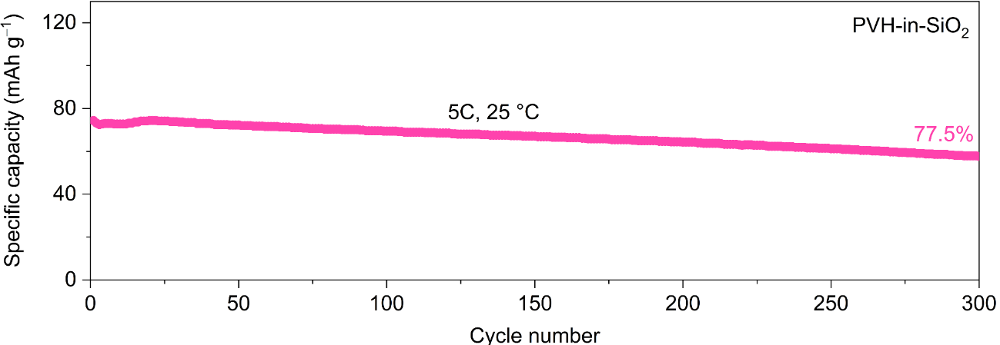 Specific capacity (mAh g⁻¹)
120
80
40
0
PVH-in-SiO₂
5C, 25 °C
77.5%
0 50 100 150 200 250 300
Cycle number